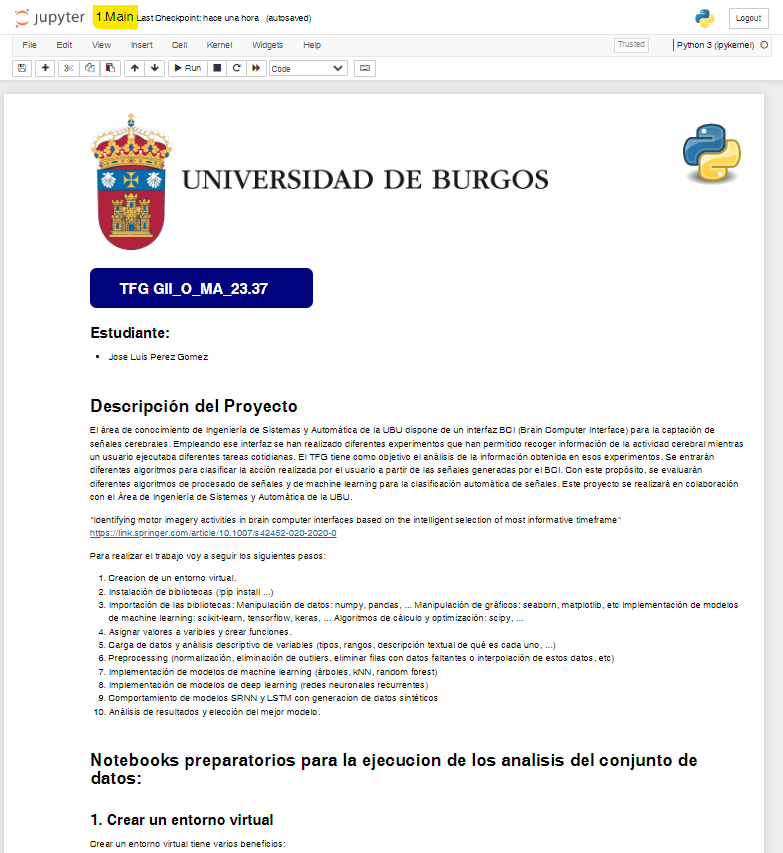 jupyter 1.Main Last Checkpoint: hace una hora (autosaved)
Logout
File Edit View Insert Cell Kernel Widgets Help
Trusted
Python 3 (ipykernel)
Run
Code
UNIVERSIDAD DE BURGOS
TFG GII_O_MA_23.37
Estudiante:
• Jose Luis Perez Gomez
Descripción del Proyecto
El área de conocimiento de Ingeniería de Sistemas y Automática de la UBU dispone de un interfaz BCI (Brain Computer Interface) para la captación de
señales cerebrales. Empleando ese interfaz se han realizado diferentes experimentos que han permitido recoger información de la actividad cerebral mientras
un usuario ejecutaba diferentes tareas cotidianas. El TFG tiene como objetivo el análisis de la información obtenida en esos experimentos. Se entrarán
diferentes algoritmos para clasificar la acción realizada por el usuario a partir de las señales generadas por el BCI. Con este propósito, se evaluarán
diferentes algoritmos de procesado de señales y de machine learning para la clasificación automática de señales. Este proyecto se realizará en colaboración
con el Área de Ingeniería de Sistemas y Automática de la UBU.
"Identifying motor imagery activities in brain computer interfaces based on the intelligent selection of most informative timeframe"
https://link.springer.com/article/10.1007/s42452-020-2020-0
Para realizar el trabajo voy a seguir los siguientes pasos:
1. Creacion de un entorno virtual.
2. Instalación de bibliotecas (!pip install ...)
3. Importación de las bibliotecas: Manipulación de datos: numpy, pandas, ... Manipulación de gráficos: seaborn, matplotlib, etc Implementación de modelos
de machine learning: scikit-learn, tensorflow, keras, ... Algoritmos de cálculo y optimización: scipy, ...
4. Asignar valores a varibles y crear funciones.
5. Carga de datos y análisis descriptivo de variables (tipos, rangos, descripción textual de qué es cada uno, ...)
6. Preprocessing (normalización, eliminación de outliers, eliminar filas con datos faltantes o interpolación de estos datos, etc)
7. Implementación de modelos de machine learning (árboles, kNN, random forest)
8. Implementación de modelos de deep learning (redes neuronales recurrentes)
9. Comportamiento de modelos SRNN y LSTM con generacion de datos sintéticos
10. Análisis de resultados y elección del mejor modelo.
Notebooks preparatorios para la ejecucion de los analisis del conjunto de
datos:
1. Crear un entorno virtual
Crear un entorno virtual tiene varios beneficios: